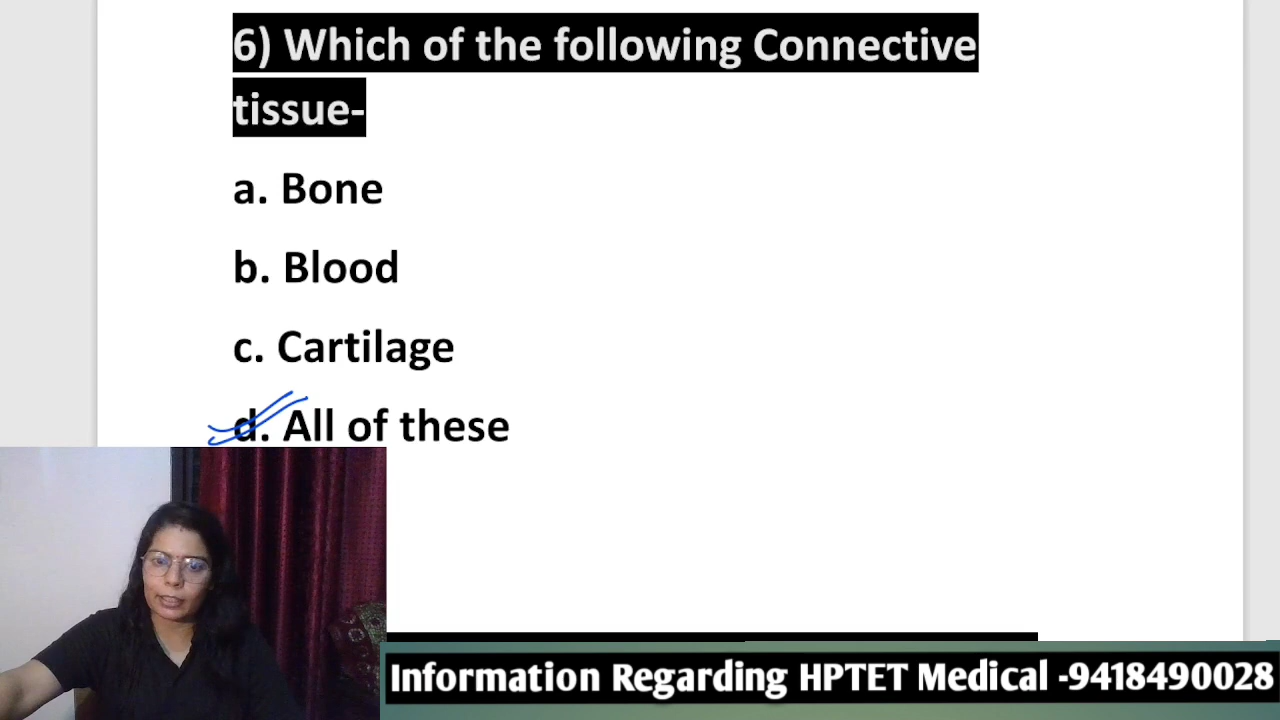 6) Which of the following Connective
tissue-
a. Bone
b. Blood
c. Cartilage
d. All of these
Information Regarding HPTET Medical -9418490028